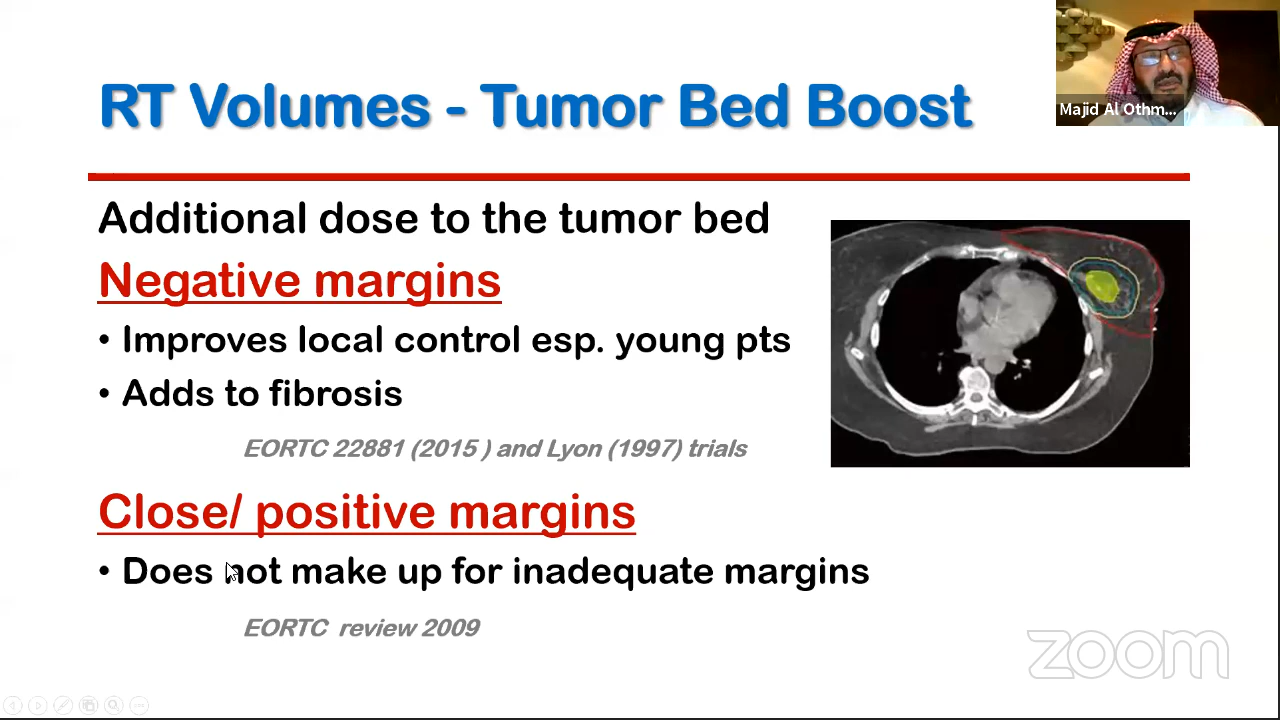 RT Volumes - Tumor Bed Boost
Majid Al Othm...
Additional dose to the tumor bed
Negative margins
• Improves local control esp. young pts
• Adds to fibrosis
EORTC 22881 (2015 ) and Lyon (1997) trials
Close/ positive margins
• Does not make up for inadequate margins
EORTC review 2009
zoom